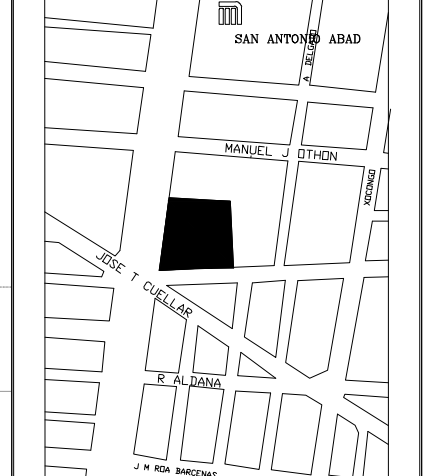 SAN ANTONIO ABAD
A. DELGADO
MANUEL J OTHON
XOCONGO
JOSE T CUELLAR
R ALDANA
J M ROA BARCENAS